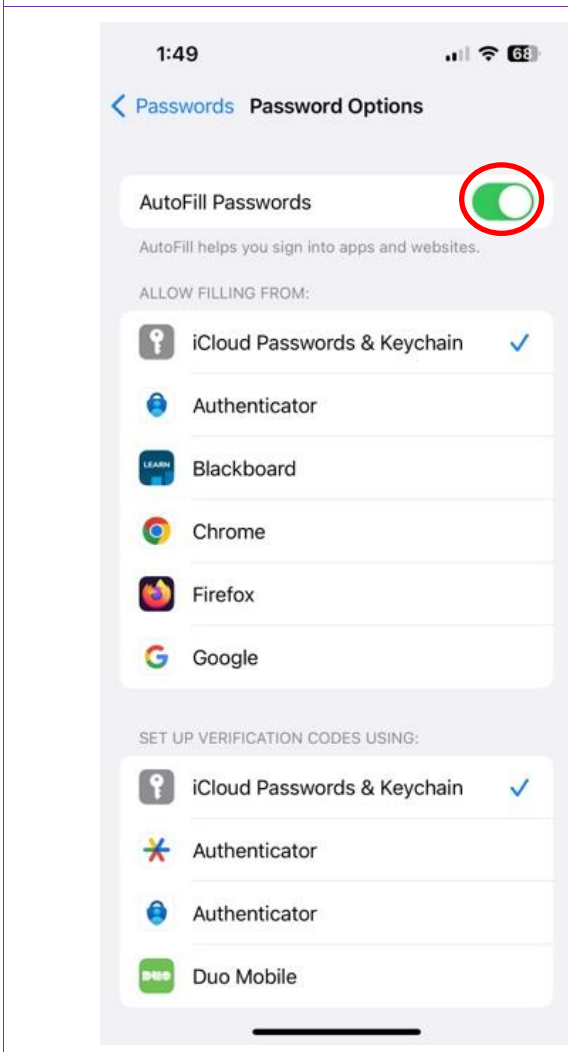 1:49 68
Passwords Password Options
AutoFill Passwords
AutoFill helps you sign into apps and websites.
ALLOW FILLING FROM:
iCloud Passwords & Keychain
Authenticator
LEARN
Blackboard
Chrome
Firefox
Google
SET UP VERIFICATION CODES USING:
iCloud Passwords & Keychain
Authenticator
Authenticator
DUO
Duo Mobile